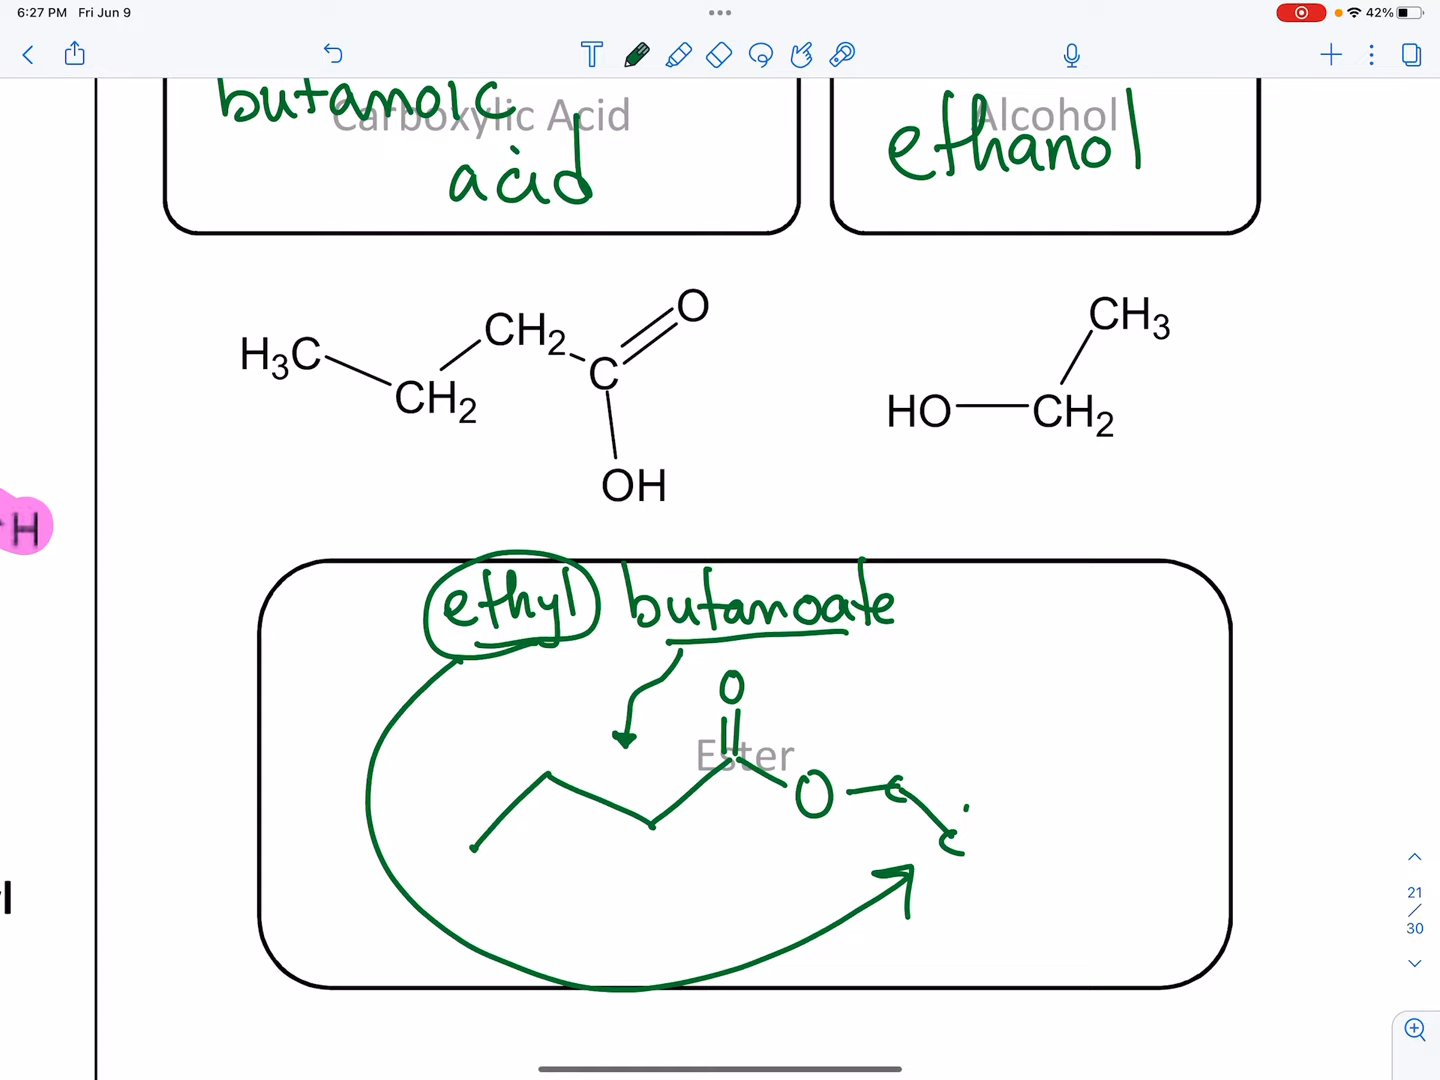 6:27 PM Fri Jun 9
42%
Carboxylic Acid
butanoic
acid
Alcohol
ethanol
H3C
CH2
CH2
C
O
OH
HO
CH2
CH3
H
ethyl butanoate
O
Ester
O
c
c
21
/
30